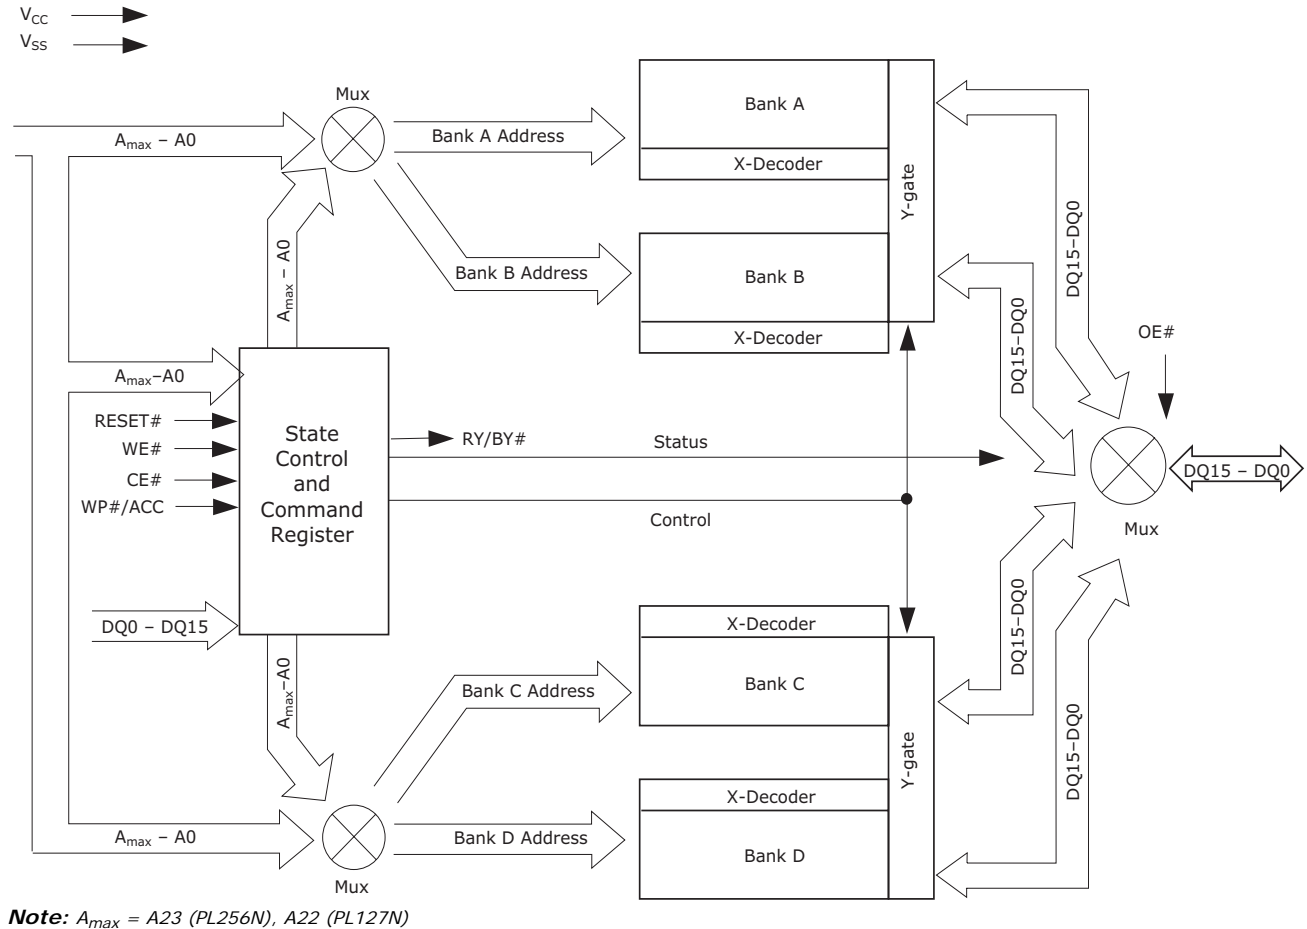 VCC
VSS
Mux
Amax – A0
Bank A Address
Bank A
X-Decoder
Y-gate
DQ15–DQ0
Amax – A0
Bank B Address
Bank B
X-Decoder
DQ15–DQ0
OE#
Amax–A0
RESET#
WE#
CE#
WP#/ACC
State
Control
and
Command
Register
RY/BY#
Status
Control
DQ15 – DQ0
Mux
DQ0 – DQ15
Amax–A0
Bank C Address
X-Decoder
Bank C
Y-gate
DQ15–DQ0
DQ15–DQ0
Amax – A0
Mux
Bank D Address
X-Decoder
Bank D
Note: Amax = A23 (PL256N), A22 (PL127N)